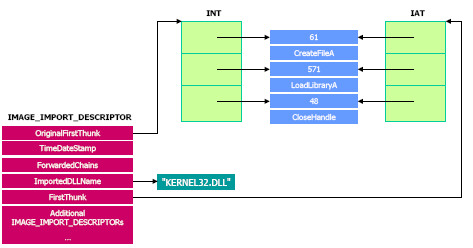 INT
IAT
61
CreateFileA
571
LoadLibraryA
48
CloseHandle
IMAGE_IMPORT_DESCRIPTOR
OriginalFirstThunk
TimeDateStamp
ForwardedChains
ImportedDLLName
"KERNEL32.DLL"
FirstThunk
Additional
IMAGE_IMPORT_DESCRIPTORs
...